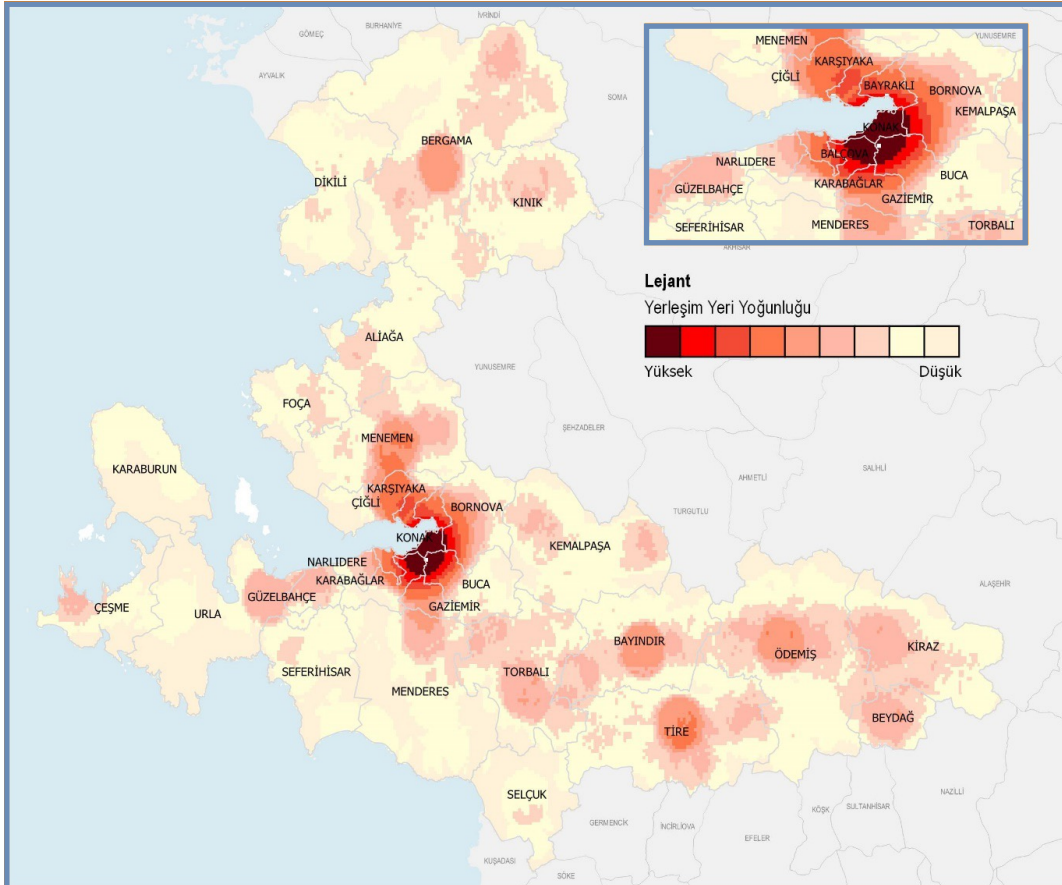 İVRİNDİ
BURHANİYE
GÖMEÇ
AYVALIK
SOMA
BERGAMA
DİKİLİ
KINIK
YUNUSEMRE
MENEMEN
KARŞIYAKA
ÇİĞLİ
BAYRAKLI
BORNOVA
KEMALPAŞA
KONAK
BALÇOVA
NARLIDERE
BUCA
GÜZELBAHÇE
KARABAĞLAR
GAZİEMİR
SEFERİHİSAR
MENDERES
TORBALI
AKHİSAR
Lejant
Yerleşim Yeri Yoğunluğu
Yüksek
Düşük
ALİAĞA
YUNUSEMRE
FOÇA
ŞEHZADELER
MENEMEN
KARABURUN
SALİHLİ
AHMETLİ
KARŞIYAKA
ÇİĞLİ
BORNOVA
TURGUTLU
KONAK
KEMALPAŞA
NARLIDERE
KARABAĞLAR
BUCA
ALAŞEHİR
GÜZELBAHÇE
ÇEŞME
URLA
GAZİEMİR
BAYINDIR
ÖDEMİŞ
KİRAZ
SEFERİHİSAR
TORBALI
MENDERES
BEYDAĞ
TİRE
SELÇUK
NAZİLLİ
KÖŞK
SULTANHİSAR
GERMENCİK
İNCİRLİOVA
EFELER
KUŞADASI
SÖKE